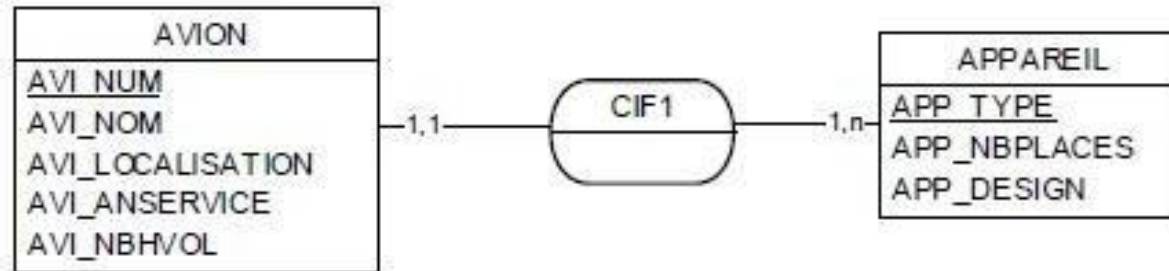 AVION
AVI_NUM
AVI_NOM
AVI_LOCALISATION
AVI_ANSERVICE
AVI_NBHVOL
1,1
CIF1
1,n
APPAREIL
APP_TYPE
APP_NBPLACES
APP_DESIGN